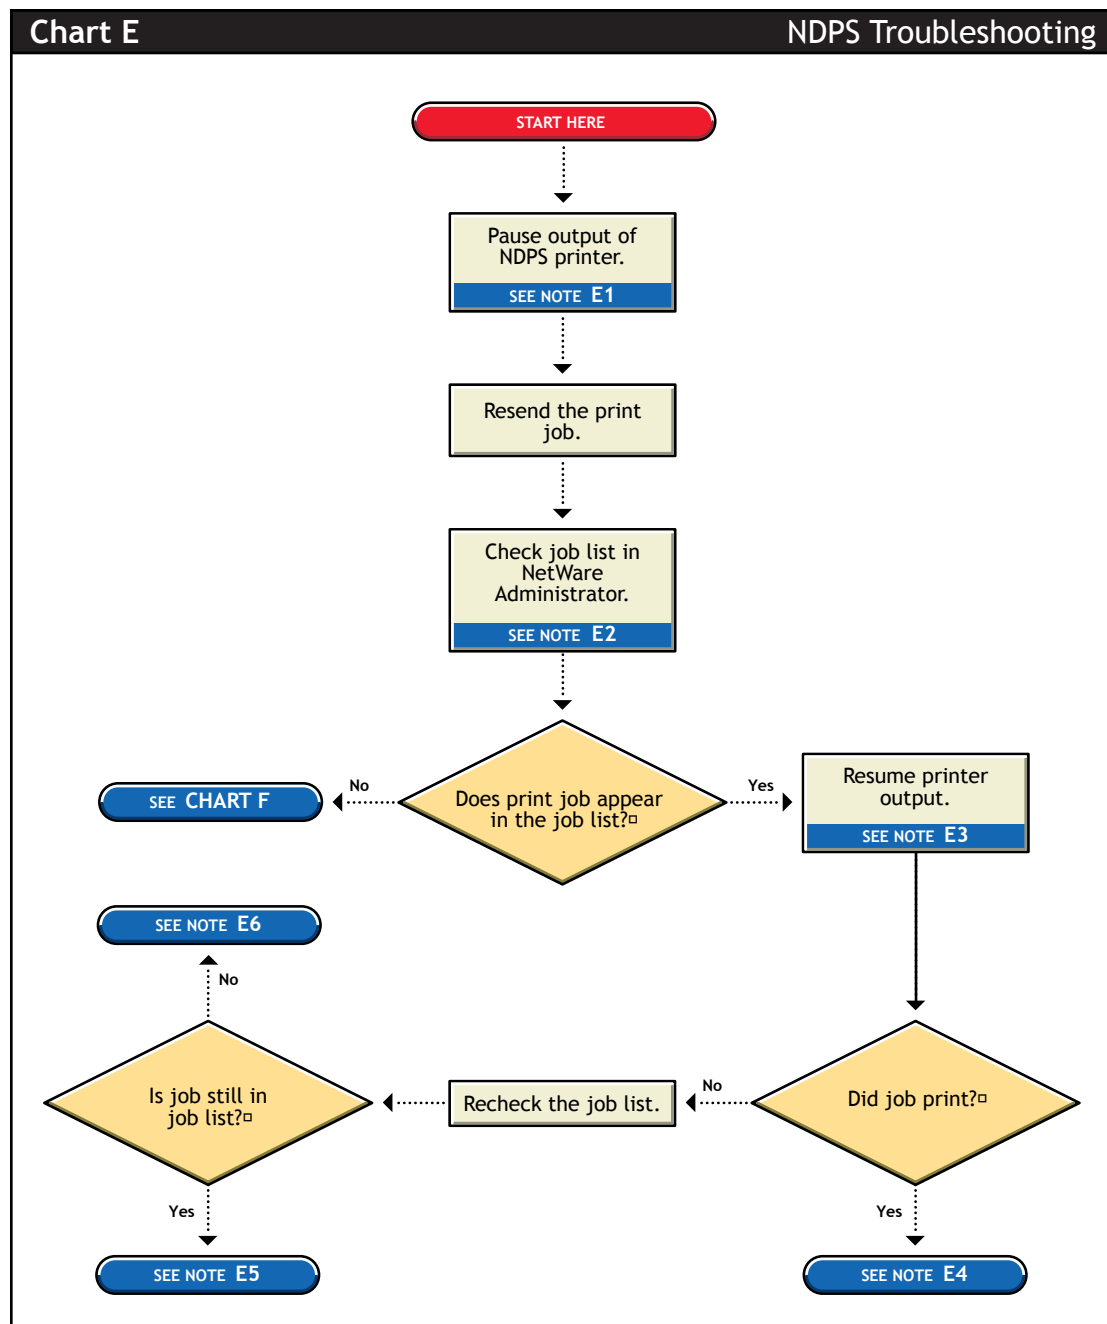 Chart E
NDPS Troubleshooting
START HERE
Pause output of
NDPS printer.
SEE NOTE E1
Resend the print
job.
Check job list in
NetWare
Administrator.
SEE NOTE E2
Does print job appear
in the job list?
No
SEE CHART F
Yes
Resume printer
output.
SEE NOTE E3
Did job print?
No
Recheck the job list.
Is job still in
job list?
No
SEE NOTE E6
Yes
SEE NOTE E5
Yes
SEE NOTE E4